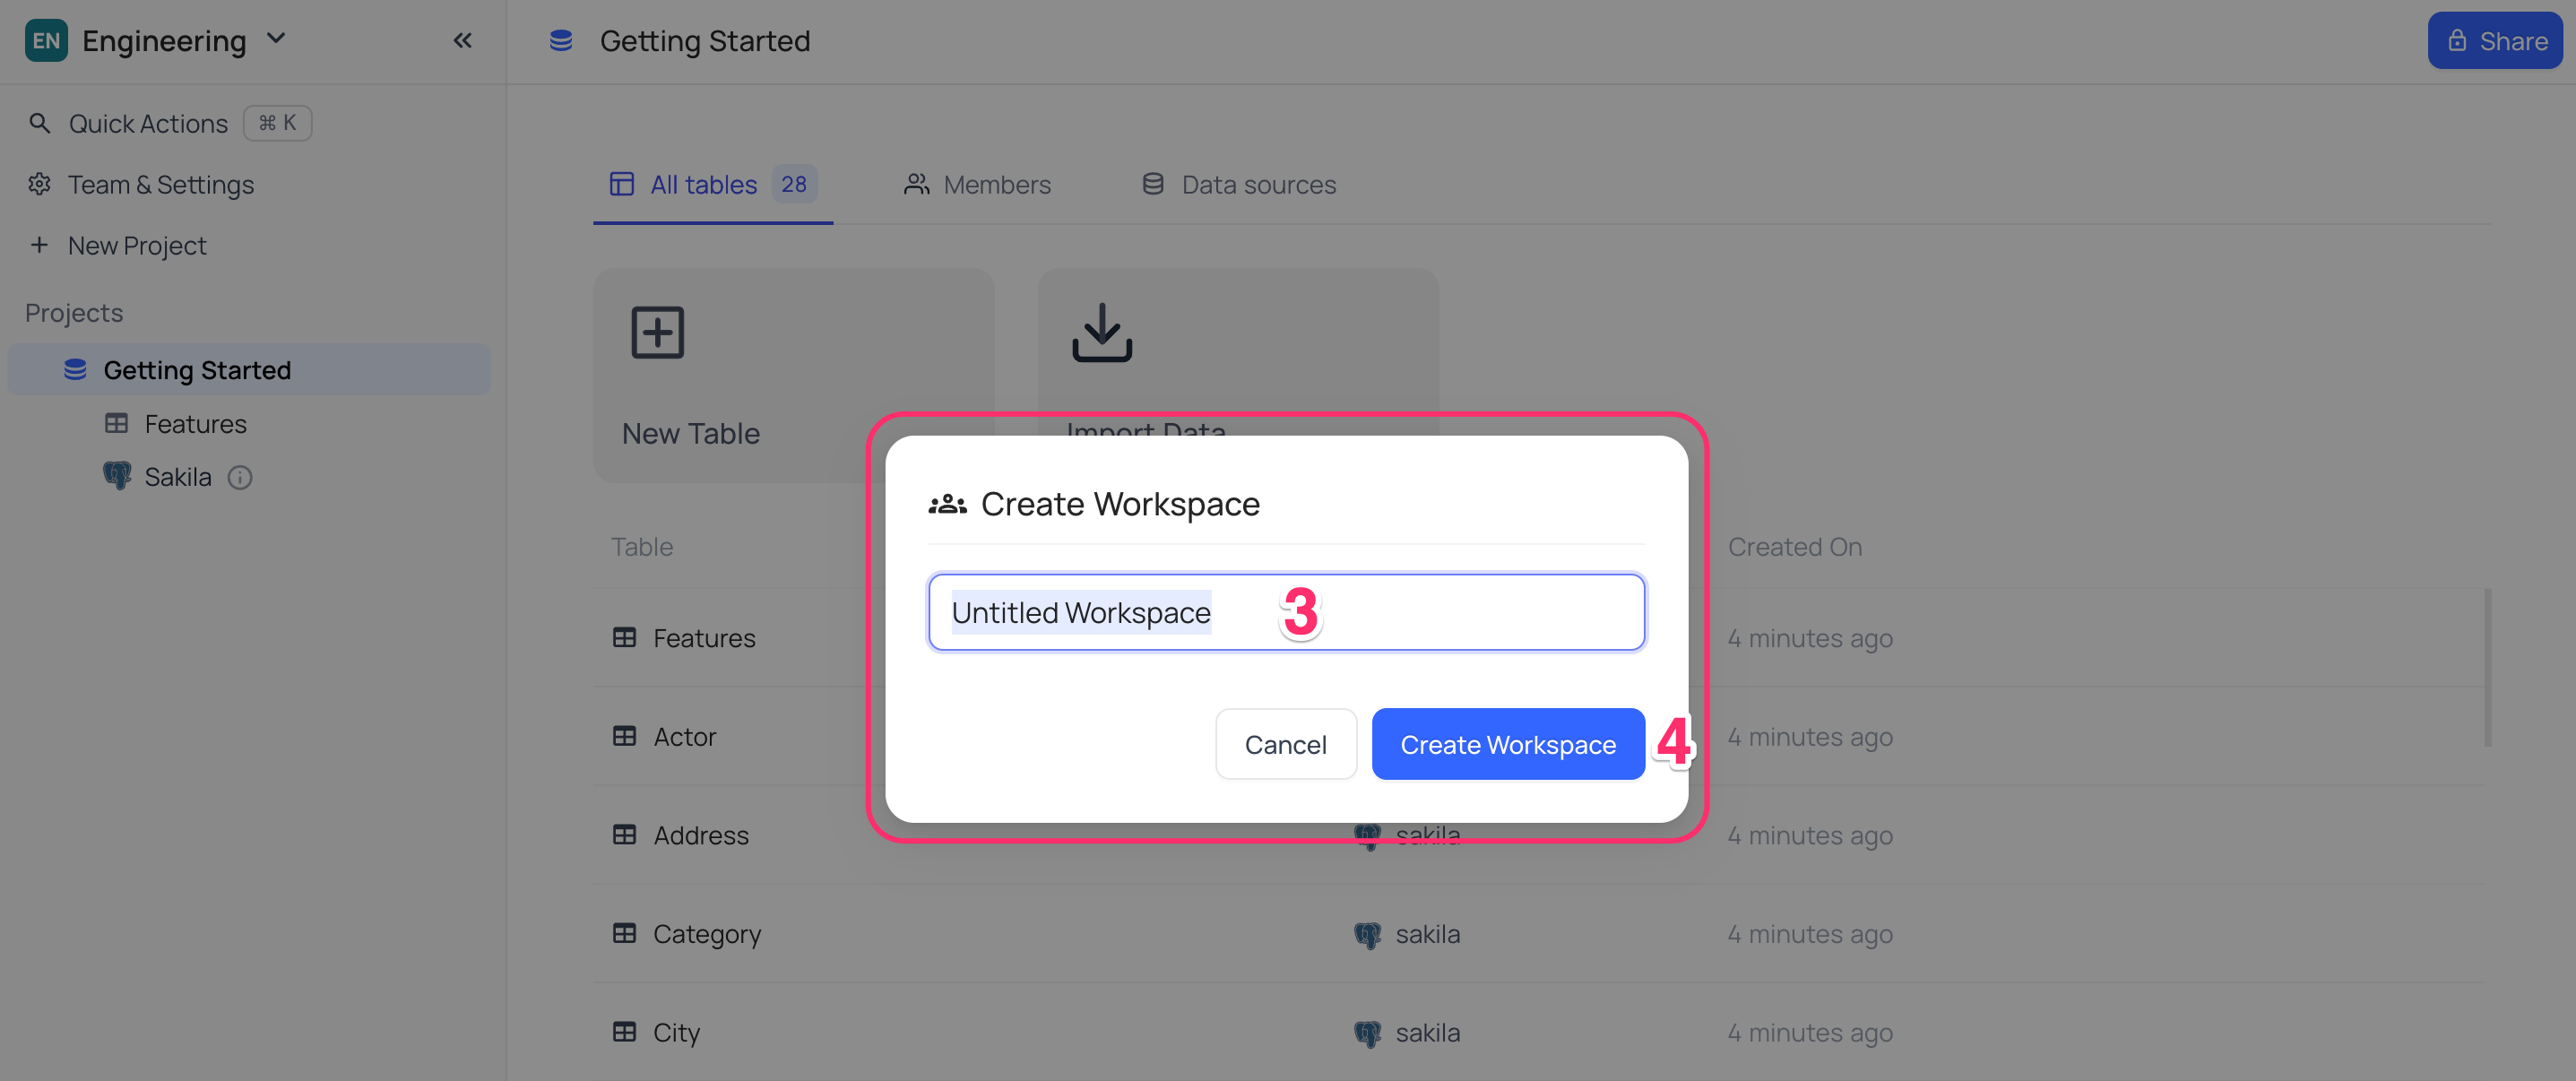 EN Engineering
Getting Started
Share
Quick Actions ⌘ K
Team & Settings
New Project
Projects
Getting Started
Features
Sakila
All tables 28
Members
Data sources
New Table
Import Data
Create Workspace
Untitled Workspace 3
Cancel
Create Workspace 4
Table
Created On
Features
4 minutes ago
Actor
4 minutes ago
Address
sakila
4 minutes ago
Category
sakila
4 minutes ago
City
sakila
4 minutes ago